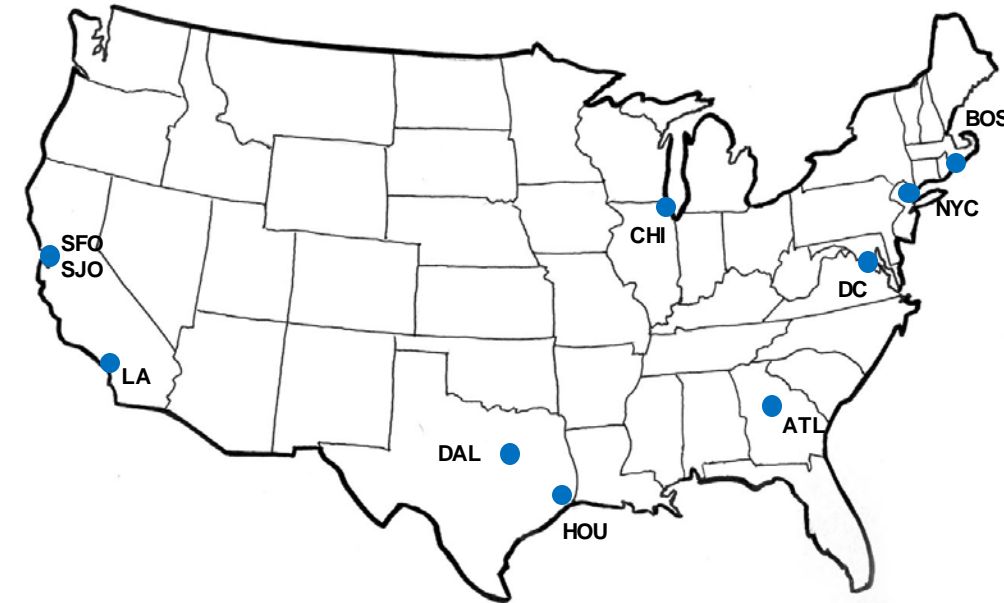 BOS
NYC
CHI
SFO
SJO
DC
LA
ATL
DAL
HOU